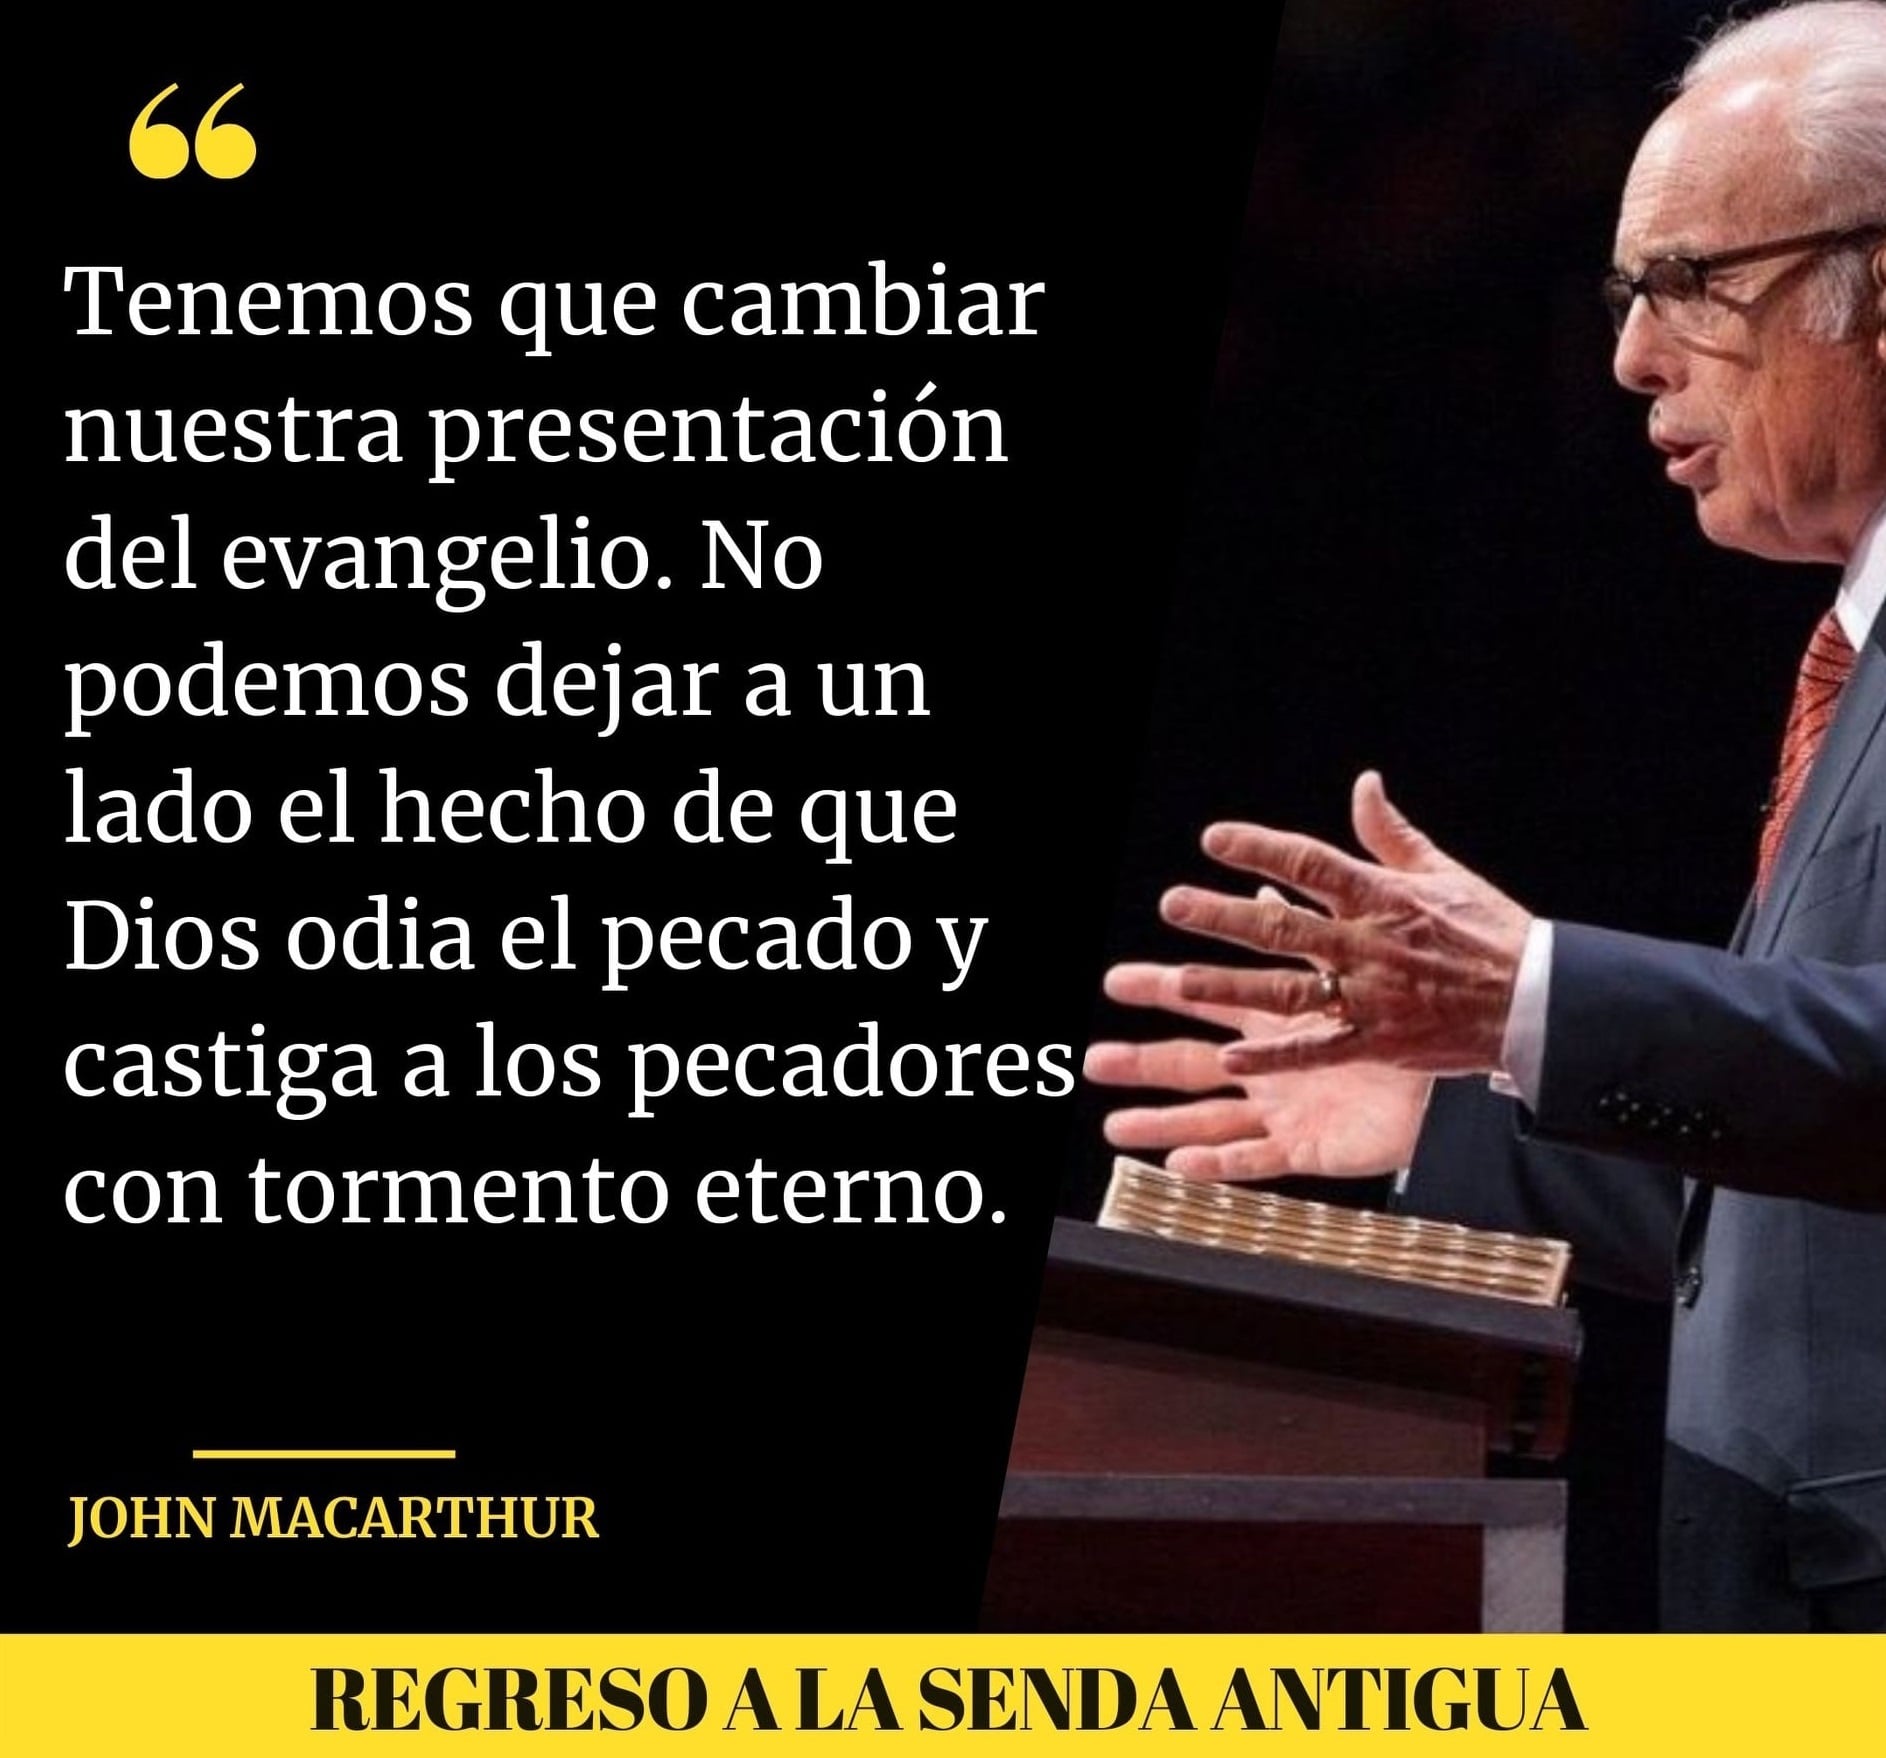 Tenemos que cambiar
nuestra presentación
del evangelio. No
podemos dejar a un
lado el hecho de que
Dios odia el pecado y
castiga a los pecadores
con tormento eterno.
JOHN MACARTHUR
REGRESO A LA SENDA ANTIGUA